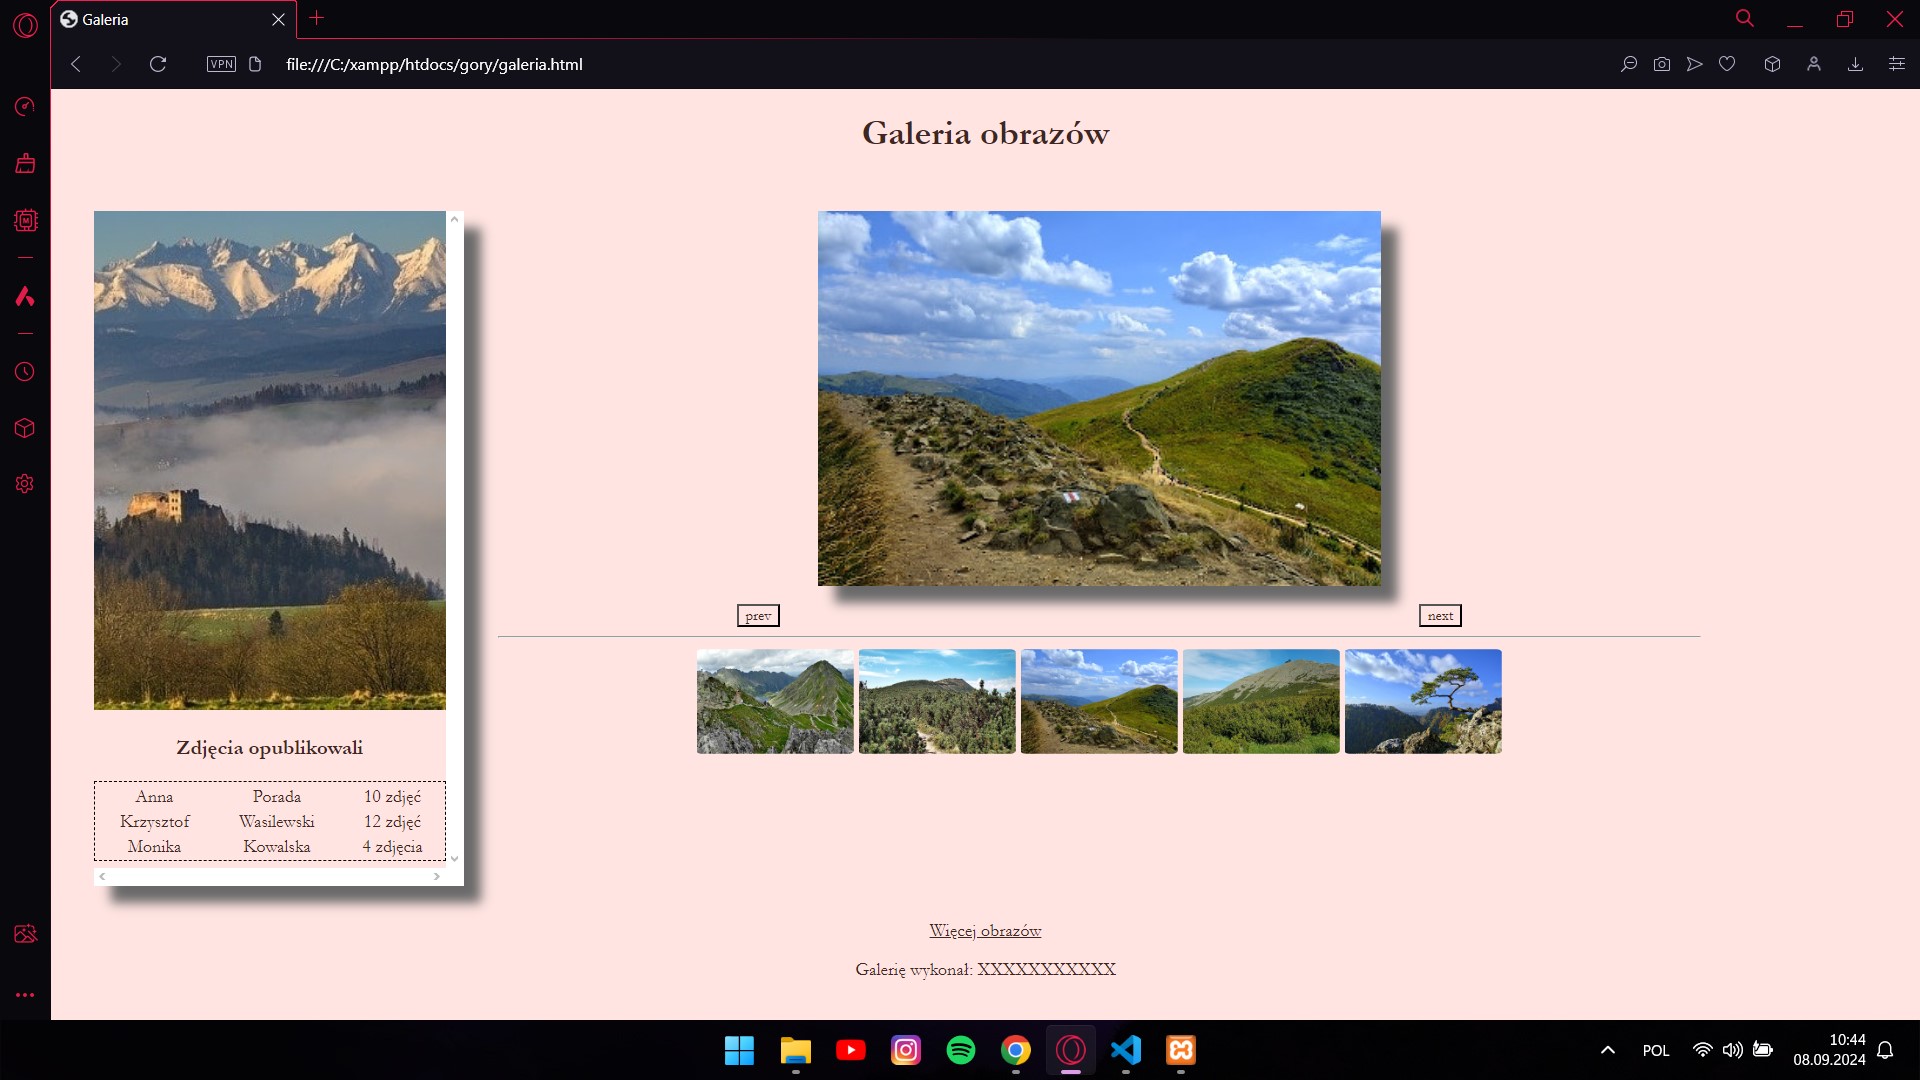 Galeria
VPN
file:///C:/xampp/htdocs/gory/galeria.html
Galeria obrazów
prev
next
Zdjęcia opublikowali
Anna Porada 10 zdjęć
Krzysztof Wasilewski 12 zdjęć
Monika Kowalska 4 zdjęcia
Więcej obrazów
Galerię wykonał: XXXXXXXXXXX
POL
10:44
08.09.2024